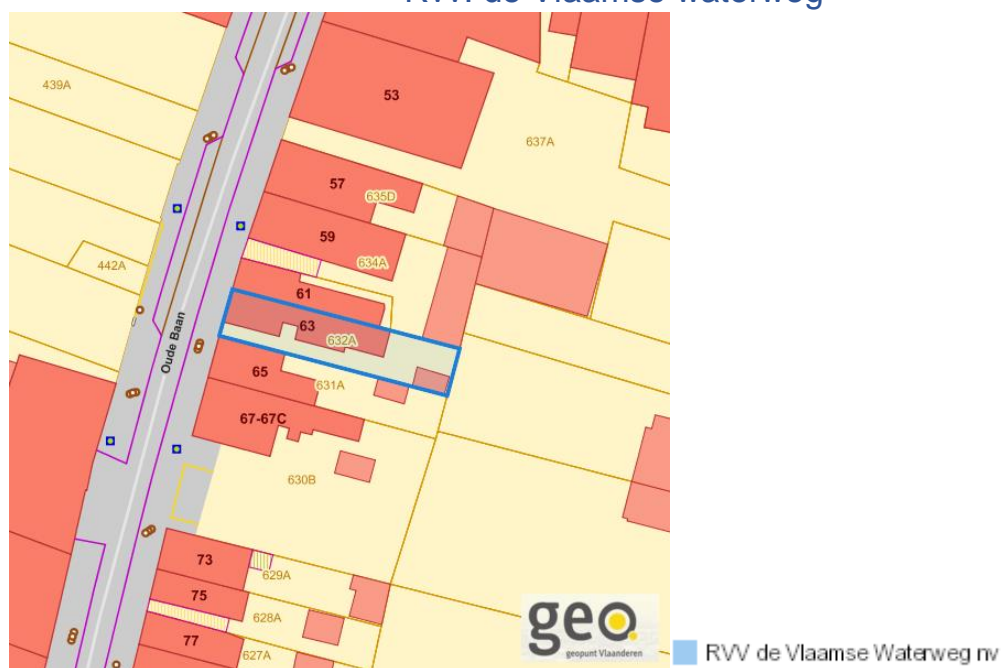 RVV de Vlaamse Waterweg
439A
53
637A
57
635D
59
634A
442A
61
63
632A
Oude Baan
65
631A
67-67C
630B
73
629A
75
628A
77
627A
geo
geopunt Vlaanderen
RVV de Vlaamse Waterweg nv